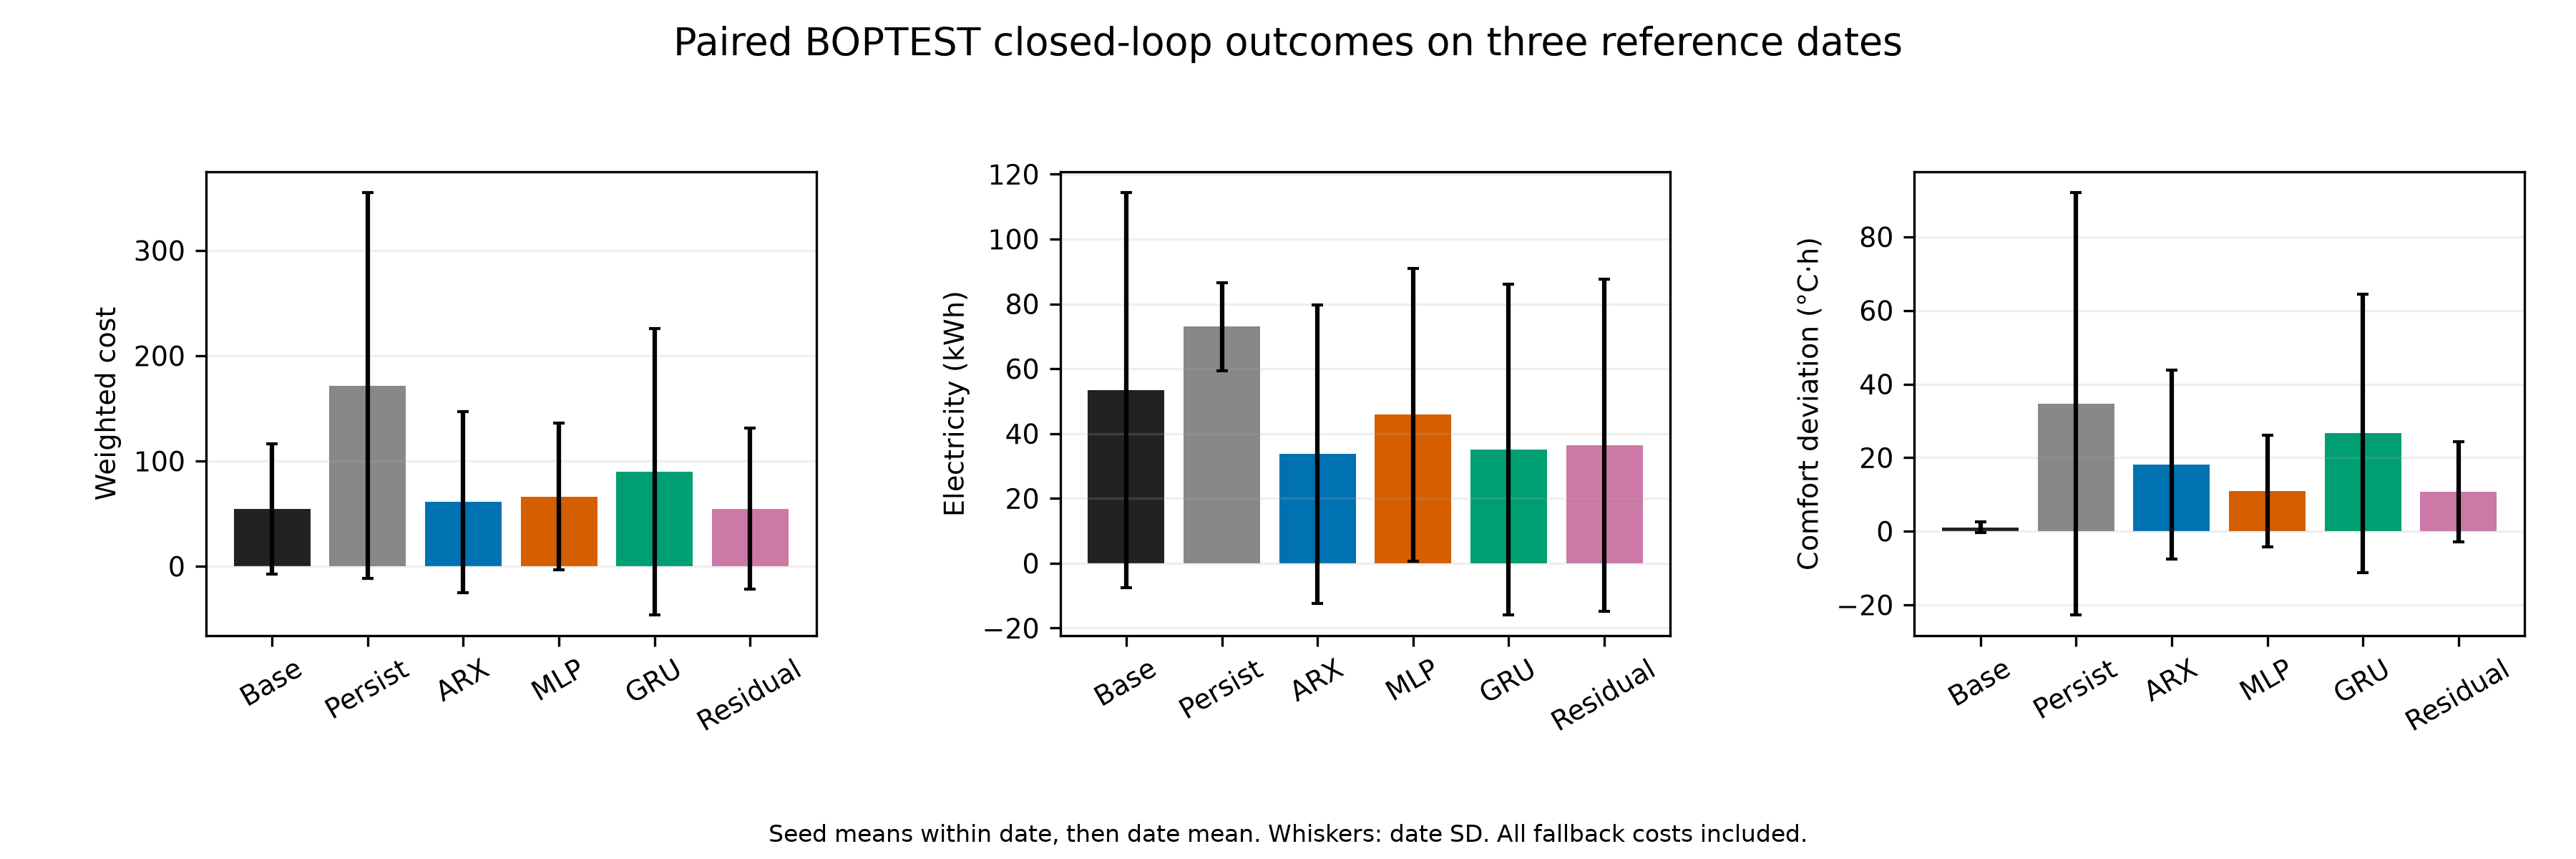 Paired BOPTEST closed-loop outcomes on three reference dates
Weighted cost
300
200
100
0
Base
Persist
ARX
MLP
GRU
Residual
Electricity (kWh)
120
100
80
60
40
20
0
−20
Base
Persist
ARX
MLP
GRU
Residual
Comfort deviation (°C·h)
80
60
40
20
0
−20
Base
Persist
ARX
MLP
GRU
Residual
Seed means within date, then date mean. Whiskers: date SD. All fallback costs included.